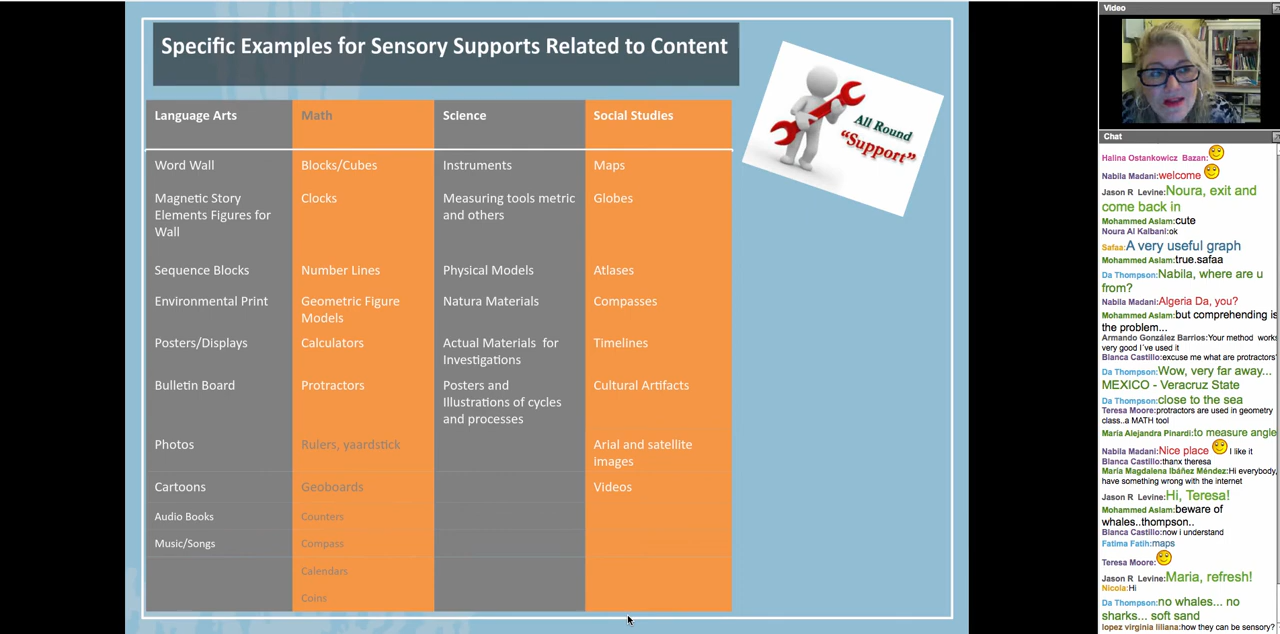 Specific Examples for Sensory Supports Related to Content
All Round
"Support"
Language Arts
Math
Science
Social Studies
Word Wall
Blocks/Cubes
Instruments
Maps
Magnetic Story
Elements Figures for
Wall
Clocks
Measuring tools metric
and others
Globes
Sequence Blocks
Number Lines
Physical Models
Atlases
Environmental Print
Geometric Figure
Models
Natura Materials
Compasses
Posters/Displays
Calculators
Actual Materials for
Investigations
Timelines
Bulletin Board
Protractors
Posters and
Illustrations of cycles
and processes
Cultural Artifacts
Photos
Rulers, yaardstick
Arial and satellite
images
Cartoons
Geoboards
Videos
Audio Books
Counters
Music/Songs
Compass
Calendars
Coins
Video
Chat
Halina Ostankowicz Bazan:
Nabila Madani:welcome
Jason R Levine:Noura, exit and
come back in
Mohammed Aslam:cute
Noura Al Kalbani:ok
Safaa:A very useful graph
Mohammed Aslam:true.safaa
Da Thompson:Nabila, where are u
from?
Nabila Madani:Algeria Da, you?
Mohammed Aslam:but comprehending is
the problem...
Armando González Barrios:Your method works
very good I´ve used it
Blanca Castillo:excuse me what are protractors?
Da Thompson:Wow, very far away...
MEXICO - Veracruz State
Da Thompson:close to the sea
Teresa Moore:protractors are used in geometry
class..a MATH tool
Maria Alejandra Pinardi:to measure angle
Nabila Madani:Nice place I like it
Blanca Castillo:thanx theresa
María Magdalena Ibáñez Méndez:Hi everybody,
have something wrong with the internet
Jason R Levine:Hi, Teresa!
Mohammed Aslam:beware of
whales..thompson..
Blanca Castillo:now i understand
Fatima Fatih:maps
Teresa Moore:
Jason R Levine:Maria, refresh!
Nicola:Hi
Da Thompson:no whales... no
sharks... soft sand
lopez virginia liliana:how they can be sensory?